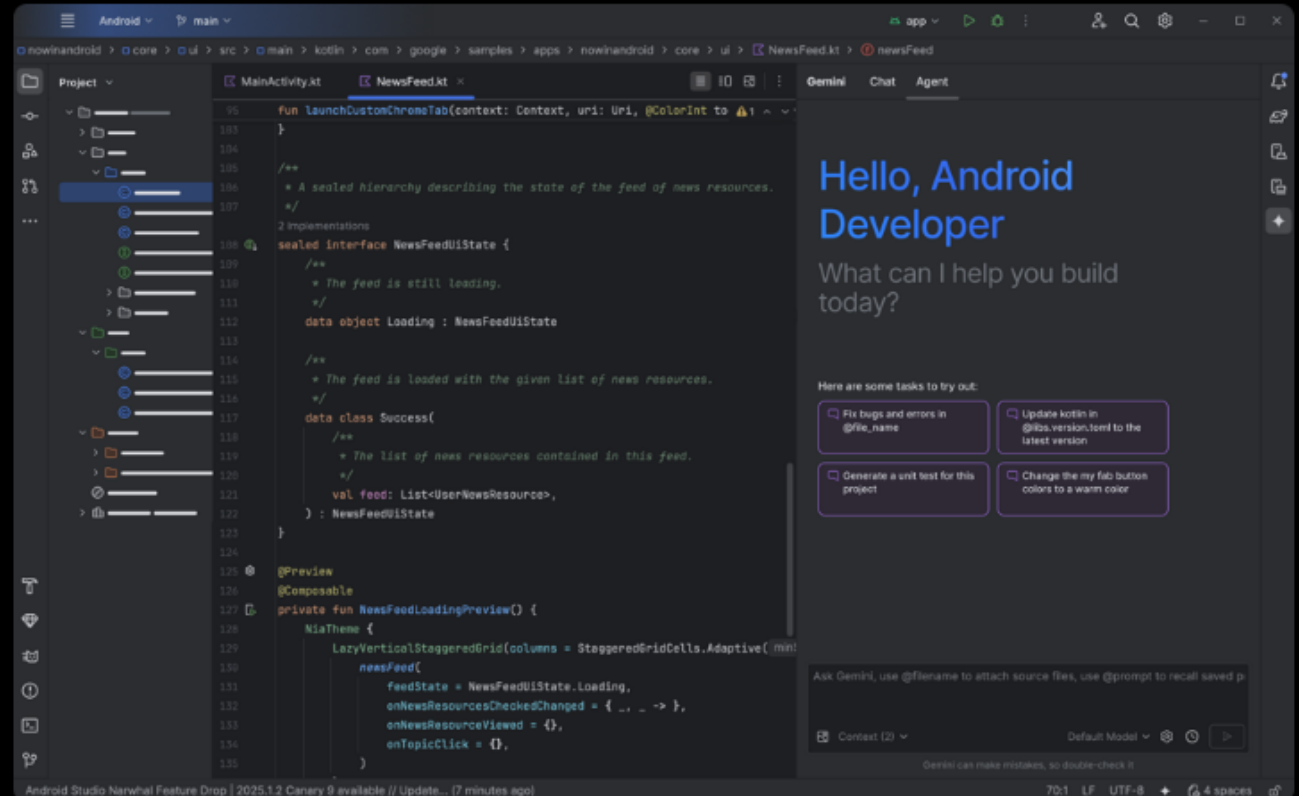 Android
main
app
nowinandroid > core > ui > src > main > kotlin > com > google > samples > apps > nowinandroid > core > ui > NewsFeed.kt > newsFeed
Project
MainActivity.kt
NewsFeed.kt
Gemini
Chat
Agent
95 fun launchCustomChromeTab(context: Context, uri: Uri, @ColorInt to 1
103 }
104
105 /**
106 * A sealed hierarchy describing the state of the feed of news resources.
107 */
2 Implementations
108 sealed interface NewsFeedUiState {
109 /**
110 * The feed is still loading.
111 */
112 data object Loading : NewsFeedUiState
113
114 /**
115 * The feed is loaded with the given list of news resources.
116 */
117 data class Success(
118 /**
119 * The list of news resources contained in this feed.
120 */
121 val feed: List<UserNewsResource>,
122 ) : NewsFeedUiState
123 }
124
125 @Preview
126 @Composable
127 private fun NewsFeedLoadingPreview() {
128 NiaTheme {
129 LazyVerticalStaggeredGrid(columns = StaggeredGridCells.Adaptive(
130 newsFeed(
131 feedState = NewsFeedUiState.Loading,
132 onNewsResourcesCheckedChanged = { _, _ -> },
133 onNewsResourceViewed = {},
134 onTopicClick = {},
135 )
Hello, Android
Developer
What can I help you build
today?
Here are some tasks to try out:
Fix bugs and errors in
@file_name
Update kotlin in
@libs.version.toml to the
latest version
Generate a unit test for this
project
Change the my fab button
colors to a warm color
Ask Gemini, use @filename to attach source files, use @prompt to recall saved p
Context (2)
Default Model
Gemini can make mistakes, so double-check it
Android Studio Narwhal Feature Drop | 2025.1.2 Canary 9 available // Update... (7 minutes ago)
70:1 LF UTF-8 4 spaces